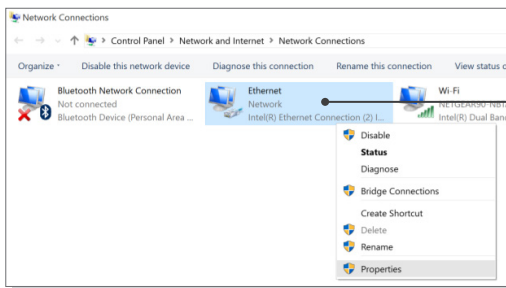 Network Connections
Control Panel > Network and Internet > Network Connections
Organize Disable this network device Diagnose this connection Rename this connection View status
Bluetooth Network Connection
Not connected
Bluetooth Device (Personal Area ...
Ethernet
Network
Intel(R) Ethernet Connection (2) I...
Wi-Fi
Intel(R) Dual Ban
Disable
Status
Diagnose
Bridge Connections
Create Shortcut
Delete
Rename
Properties